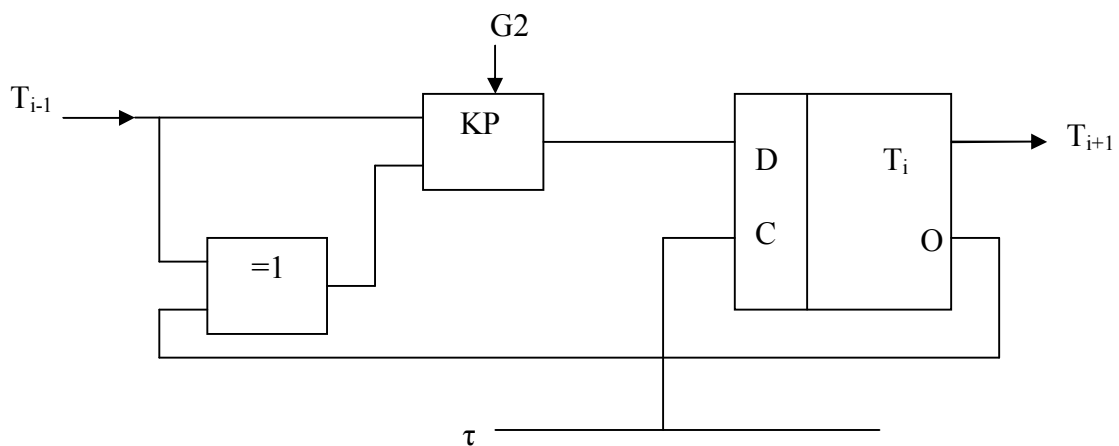 G2
T_{i-1}
KP
T_{i+1}
D
T_i
C
O
=1
τ